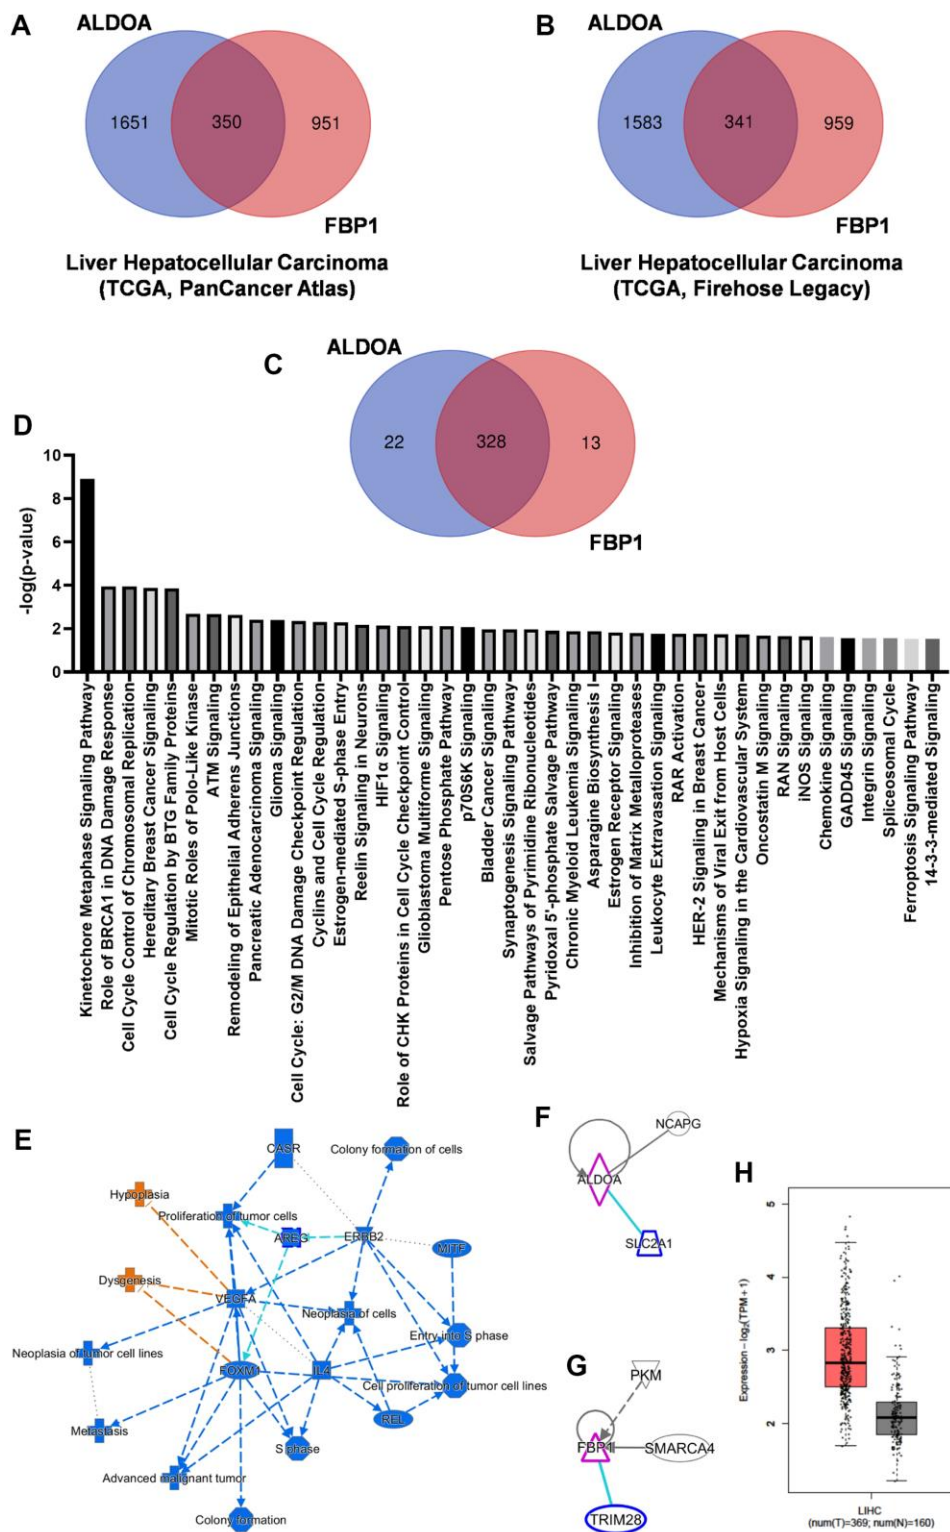 A
ALDOA
1651
350
951
FBP1
Liver Hepatocellular Carcinoma
(TCGA, PanCancer Atlas)
B
ALDOA
1583
341
959
FBP1
Liver Hepatocellular Carcinoma
(TCGA, Firehose Legacy)
C
ALDOA
22
328
13
FBP1
D
-log(p-value)
10
8
6
4
2
0
Kinetochore Metaphase Signaling Pathway
Role of BRCA1 in DNA Damage Response
Cell Cycle Control of Chromosomal Replication
Hereditary Breast Cancer Signaling
Cell Cycle Regulation by BTG Family Proteins
Mitotic Roles of Polo-Like Kinase
ATM Signaling
Remodeling of Epithelial Adherens Junctions
Pancreatic Adenocarcinoma Signaling
Glioma Signaling
Cell Cycle: G2/M DNA Damage Checkpoint Regulation
Cyclins and Cell Cycle Regulation
Estrogen-mediated S-phase Entry
Reelin Signaling in Neurons
HIF1α Signaling
Role of CHK Proteins in Cell Cycle Checkpoint Control
Glioblastoma Multiforme Signaling
Pentose Phosphate Pathway
p70S6K Signaling
Bladder Cancer Signaling
Synaptogenesis Signaling Pathway
Salvage Pathways of Pyrimidine Ribonucleotides
Pyridoxal 5'-phosphate Salvage Pathway
Chronic Myeloid Leukemia Signaling
Asparagine Biosynthesis I
Estrogen Receptor Signaling
Inhibition of Matrix Metalloproteases
Leukocyte Extravasation Signaling
RAR Activation
HER-2 Signaling in Breast Cancer
Mechanisms of Viral Exit from Host Cells
Hypoxia Signaling in the Cardiovascular System
Oncostatin M Signaling
RAN Signaling
iNOS Signaling
Chemokine Signaling
GADD45 Signaling
Integrin Signaling
Spliceosomal Cycle
Ferroptosis Signaling Pathway
14-3-3-mediated Signaling
E
CASR
Colony formation of cells
Hypoplasia
Proliferation of tumor cells
AREG
ERBB2
MITF
Dysgenesis
VEGFA
Neoplasia of cells
Entry into S phase
Neoplasia of tumor cell lines
FOXM1
IL4
Cell proliferation of tumor cell lines
REL
Metastasis
S phase
Advanced malignant tumor
Colony formation
F
NCAPG
ALDOA
SLC2A1
G
PKM
FBP1
SMARCA4
TRIM28
H
Expression – log2(TPM + 1)
5
4
3
2
LIHC
(num(T)=369; num(N)=160)